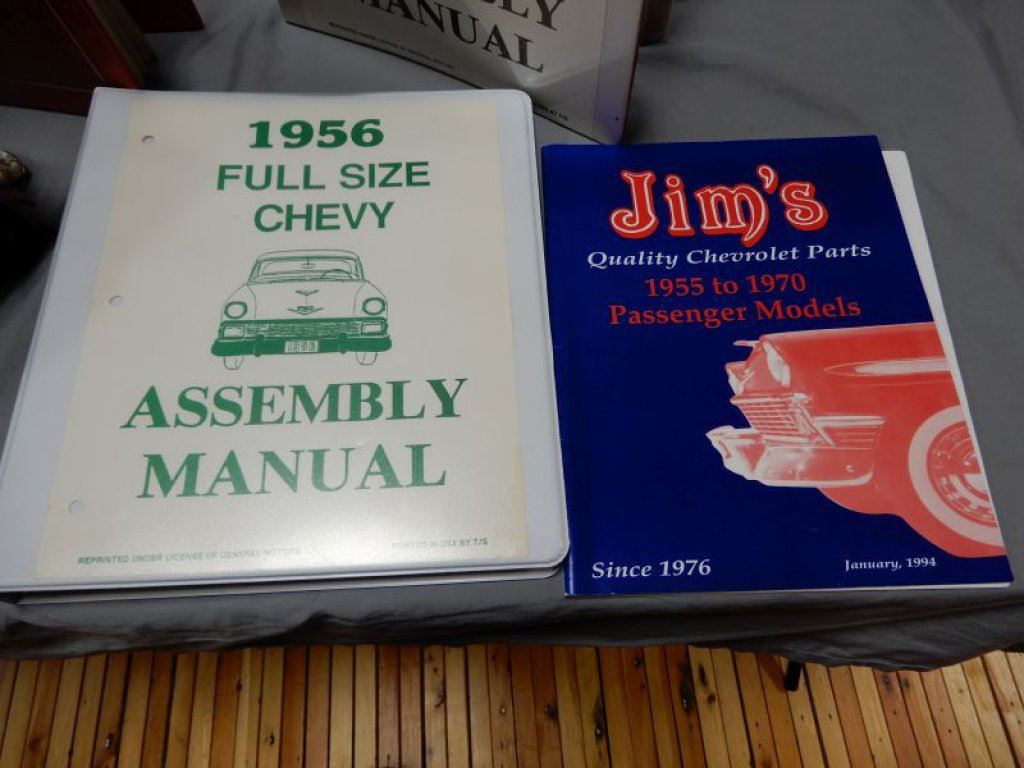 MBLY
MANUAL
1956
FULL SIZE
CHEVY
ASSEMBLY
MANUAL
REPRINTED UNDER LICENSE OF GENERAL MOTORS
PRINTED IN USA BY T/G
Jim's
Quality Chevrolet Parts
1955 to 1970
Passenger Models
Since 1976
January, 1994